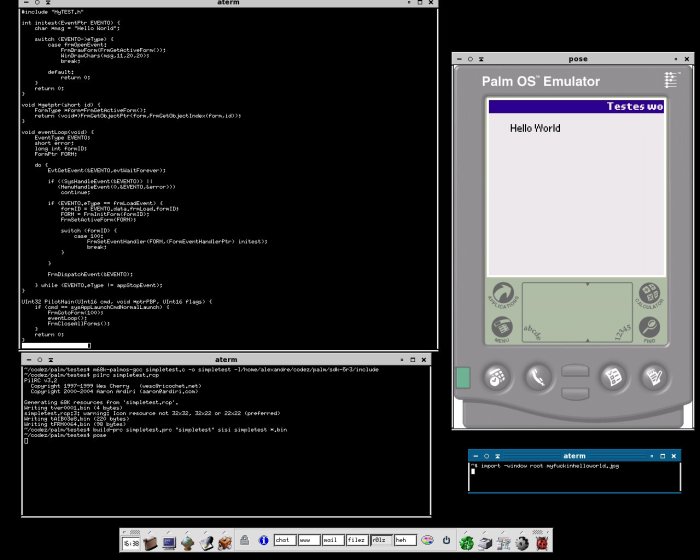 aterm
#include "MyTEST.h"
int initest(EventPtr EVENTO) {
char *msg = "Hello World";
switch (EVENTO->eType) {
case frmOpenEvent:
FrmDrawForm(FrmGetActiveForm());
WinDrawChars(msg,11,20,20);
break;
default:
return 0;
}
return 0;
}
void *getptr(short id) {
FormType *form=FrmGetActiveForm();
return (void*)FrmGetObjectPtr(form,FrmGetObjectIndex(form,id));
}
void eventLoop(void) {
EventType EVENTO;
short error;
long int formID;
FormPtr FORM;
do {
EvtGetEvent(&EVENTO,evtWaitForever);
if ((SysHandleEvent(&EVENTO)) ||
(MenuHandleEvent(0,&EVENTO,&error)))
continue;
if (EVENTO.eType == frmLoadEvent) {
formID = EVENTO.data.frmLoad.formID;
FORM = FrmInitForm(formID);
FrmSetActiveForm(FORM);
switch (formID) {
case 100:
FrmSetEventHandler(FORM,(FormEventHandlerPtr) initest);
break;
}
}
FrmDispatchEvent(&EVENTO);
} while (EVENTO.eType != appStopEvent);
}
UInt32 PilotMain(UInt16 cmd, void *ptrPBP, UInt16 flags) {
if (cmd == sysAppLaunchCmdNormalLaunch) {
FrmGotoForm(100);
eventLoop();
FrmCloseAllForms();
}
return 0;
}
pose
Palm OS™ Emulator
Testes wo
Hello World
APPLICATIONS
CALCULATOR
MENU
abcde
12345
FIND
aterm
~/codez/palm/testes# m68k-palmos-gcc simpletest.c -o simpletest -I/home/alexandre/codez/palm/sdk-5r3/include
~/codez/palm/testes# pilrc simpletest.rcp
PilRC v3.2
Copyright 1997-1999 Wes Cherry (wesc@ricochet.net)
Copyright 2000-2004 Aaron Ardiri (aaron@ardiri.com)
Generating 68K resources from 'simpletest.rcp'.
Writing tver0001.bin (4 bytes)
simpletest.rcp:3: warning: Icon resource not 32x32, 32x22 or 22x22 (preferred)
Writing tAIB03e8.bin (220 bytes)
Writing tFRM0064.bin (98 bytes)
~/codez/palm/testes# build-prc simpletest.prc "simpletest" sisi simpletest *.bin
~/codez/palm/testes# pose
aterm
~# import -window root myfuckinhelloworld.jpg
16:38
chat
www
mail
filez
r0lz
heh